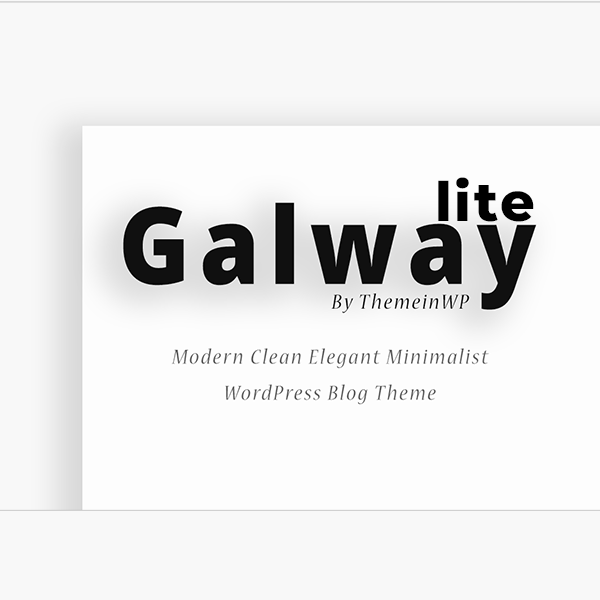 lite
Galway
By ThemeinWP
Modern Clean Elegant Minimalist
WordPress Blog Theme